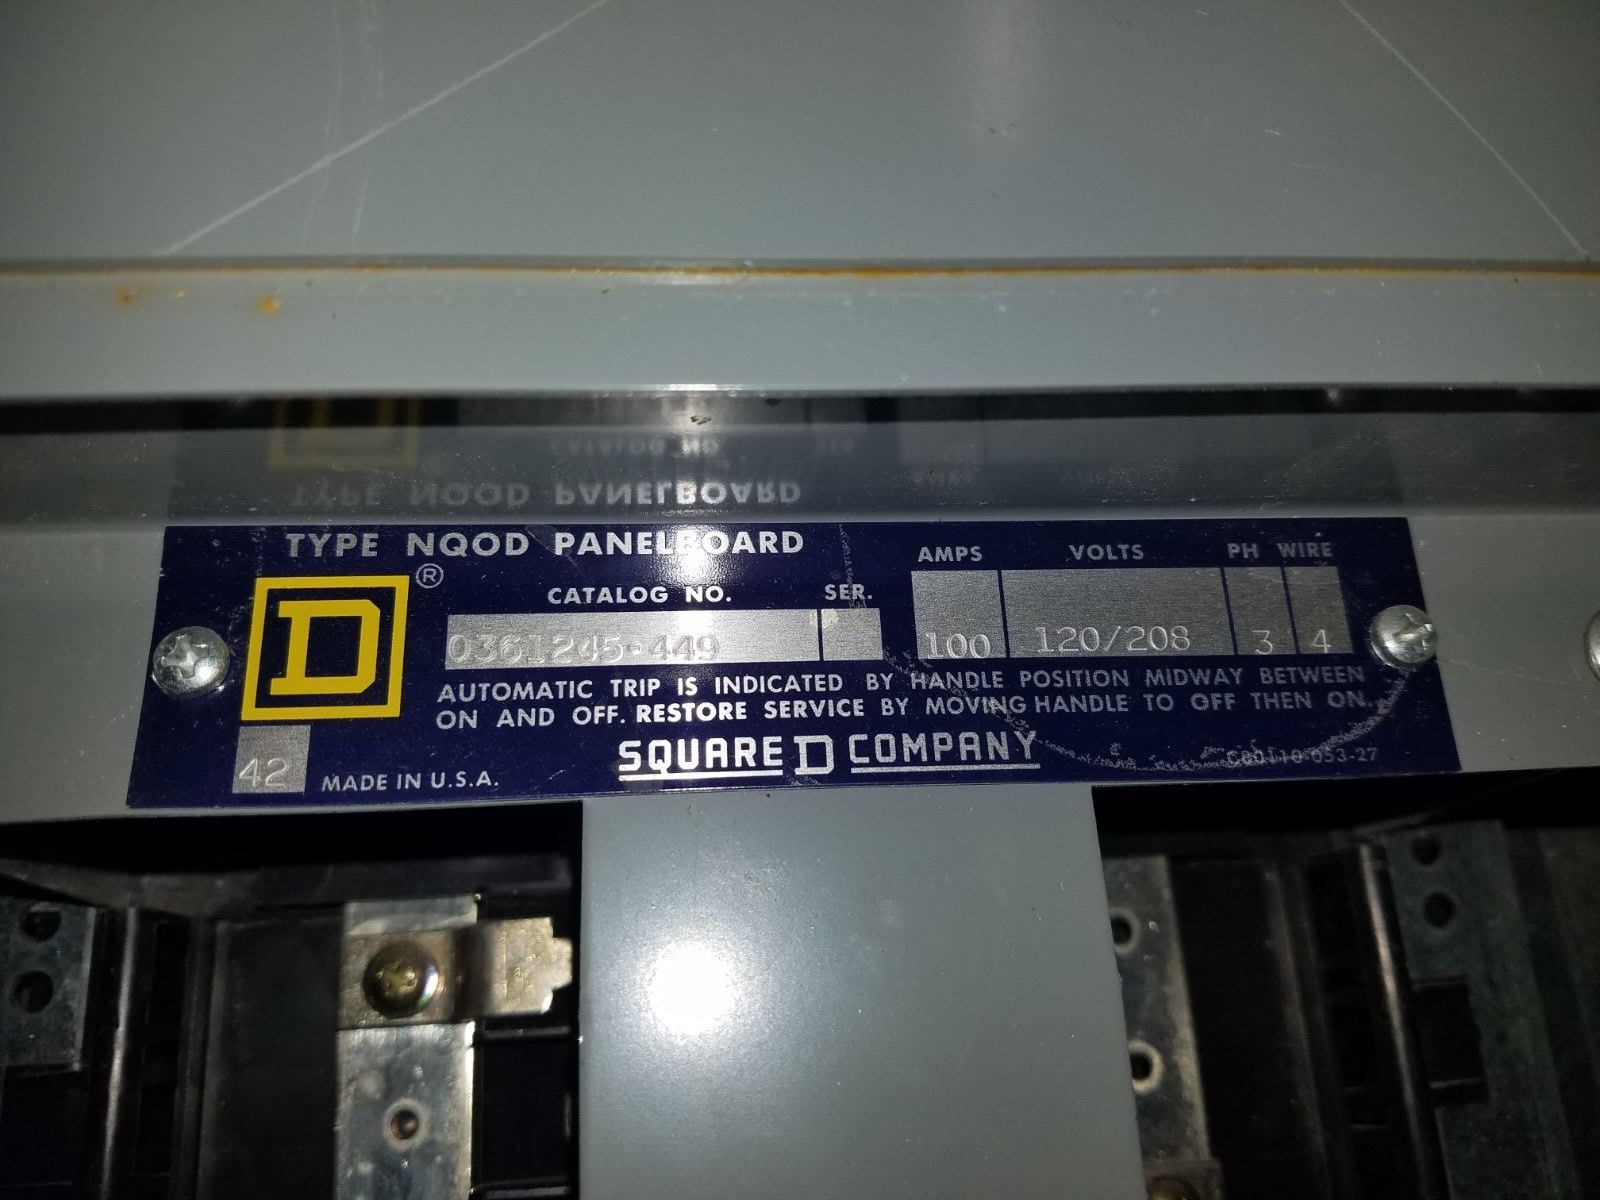 TYPE NQOD PANELBOARD
AMPS VOLTS PH WIRE
CATALOG NO. SER.
D ®
0361245-449
100 120/208 3 4
AUTOMATIC TRIP IS INDICATED BY HANDLE POSITION MIDWAY BETWEEN
ON AND OFF. RESTORE SERVICE BY MOVING HANDLE TO OFF THEN ON.
SQUARE D COMPANY
42 MADE IN U.S.A.